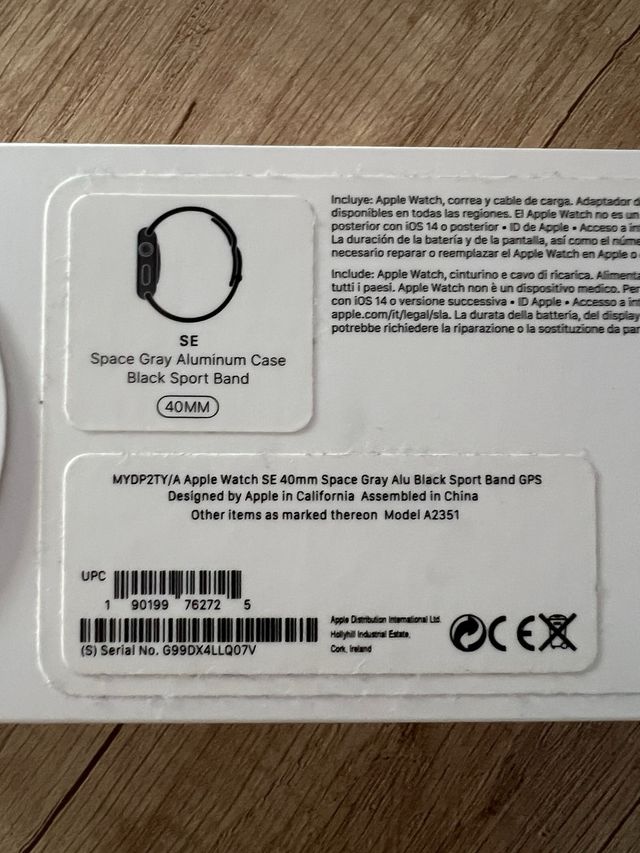 SE
Space Gray Aluminum Case
Black Sport Band
40MM
Incluye: Apple Watch, correa y cable de carga. Adaptador d
disponibles en todas las regiones. El Apple Watch no es un
posterior con iOS 14 o posterior • ID de Apple • Acceso a in
La duración de la batería y de la pantalla, así como el núme
necesario reparar o reemplazar el Apple Watch en Apple o
Include: Apple Watch, cinturino e cavo di ricarica. Alimenta
tutti i paesi. Apple Watch non è un dispositivo medico. Per
con iOS 14 o versione successiva • ID Apple • Accesso a int
apple.com/it/legal/sla. La durata della batteria, del display
potrebbe richiedere la riparazione o la sostituzione da par
MYDP2TY/A Apple Watch SE 40mm Space Gray Alu Black Sport Band GPS
Designed by Apple in California Assembled in China
Other items as marked thereon Model A2351
UPC
1 90199 76272 5
(S) Serial No. G99DX4LLQ07V
Apple Distribution International Ltd.
Hollyhill Industrial Estate,
Cork, Ireland
CE